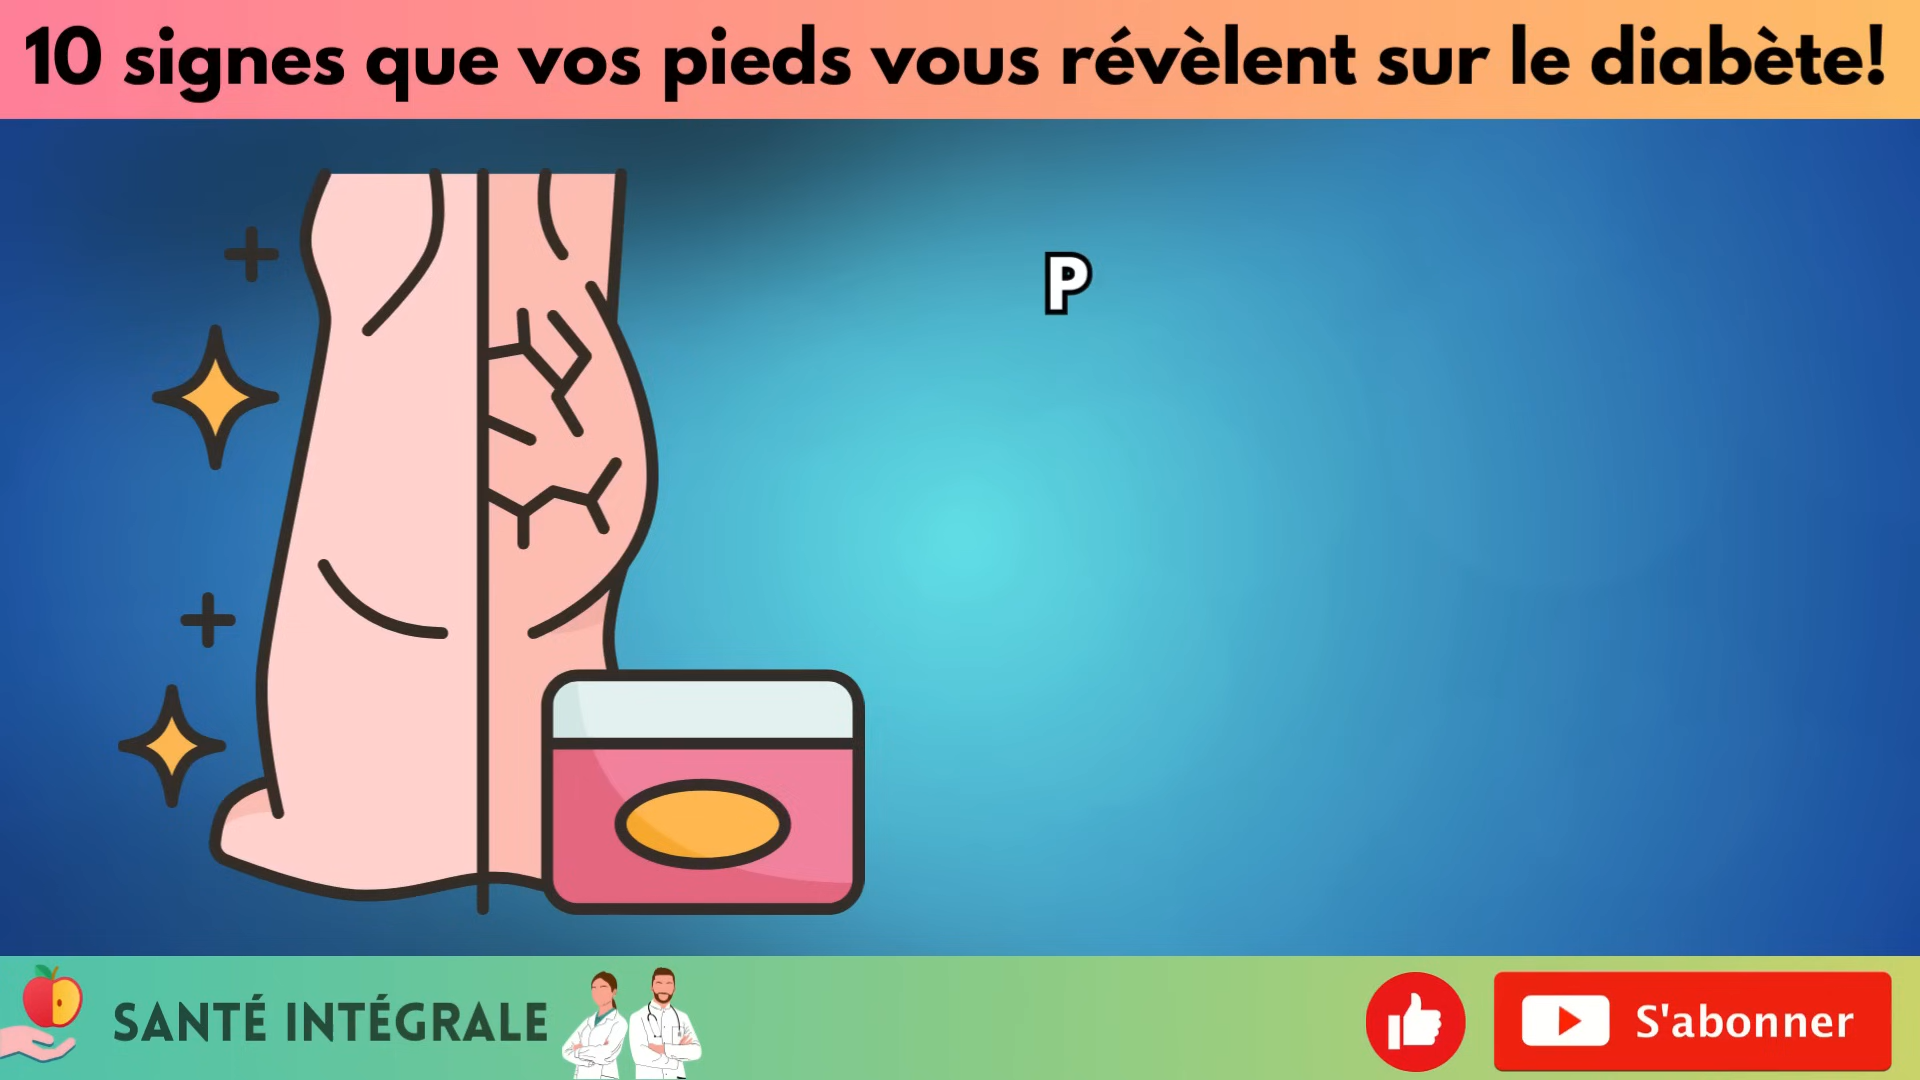 10 signes que vos pieds vous révèlent sur le diabète!
P
SANTÉ INTÉGRALE
S'abonner